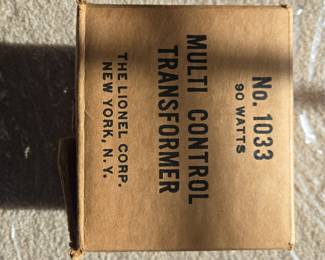 No. 1033
90 WATTS
MULTI CONTROL
TRANSFORMER
THE LIONEL CORP.
NEW YORK, N.Y.